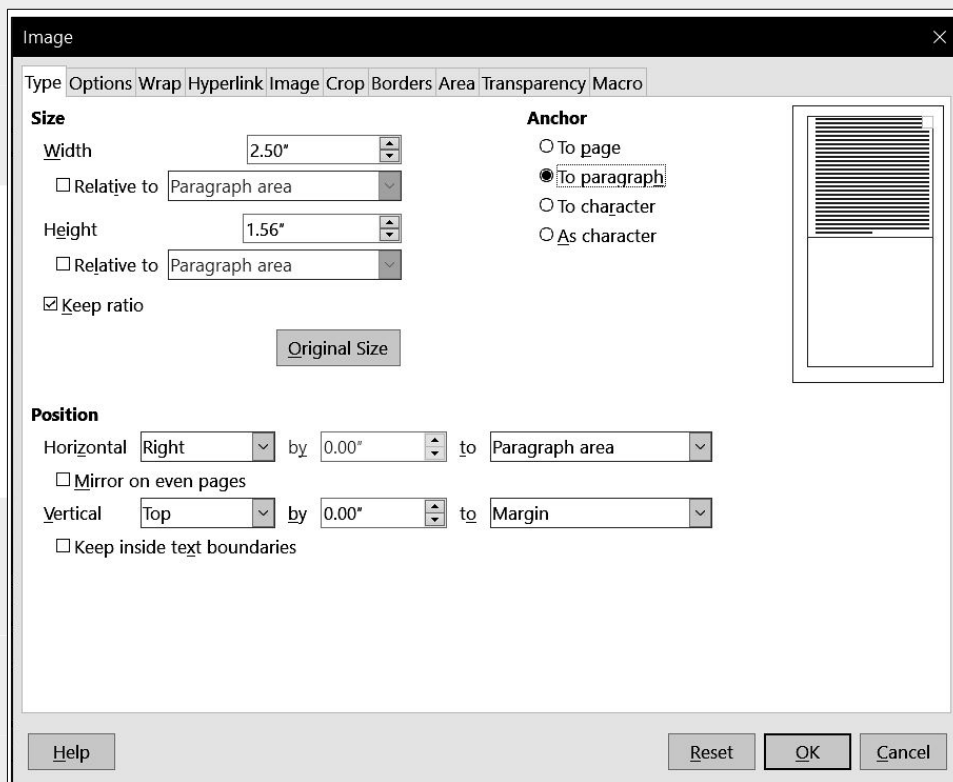 Image
Type Options Wrap Hyperlink Image Crop Borders Area Transparency Macro
Size
Width 2.50"
Relative to Paragraph area
Height 1.56"
Relative to Paragraph area
Keep ratio
Original Size
Anchor
To page
To paragraph
To character
As character
Position
Horizontal Right by 0.00" to Paragraph area
Mirror on even pages
Vertical Top by 0.00" to Margin
Keep inside text boundaries
Help Reset OK Cancel